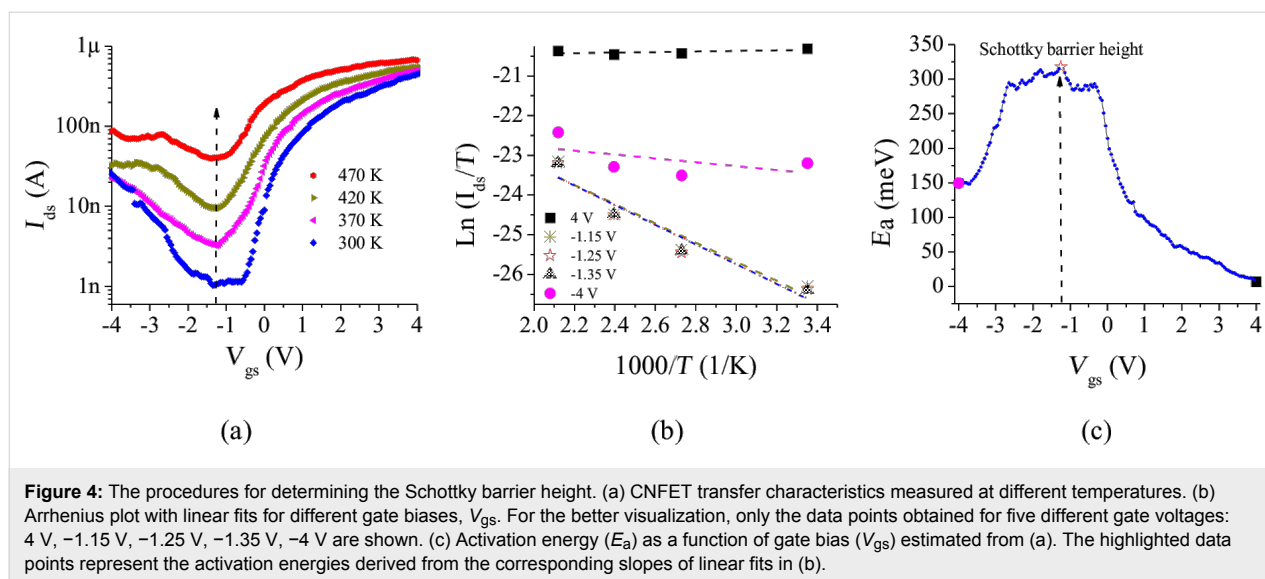 1µ
100n
10n
1n
I_ds (A)
470 K
420 K
370 K
300 K
-4 -3 -2 -1 0 1 2 3 4
V_gs (V)
(a)
-21
-22
-23
-24
-25
-26
Ln (I_ds/T)
4 V
-1.15 V
-1.25 V
-1.35 V
-4 V
2.0 2.2 2.4 2.6 2.8 3.0 3.2 3.4
1000/T (1/K)
(b)
350
300
250
200
150
100
50
0
Ea (meV)
Schottky barrier height
-4 -3 -2 -1 0 1 2 3 4
V_gs (V)
(c)
Figure 4: The procedures for determining the Schottky barrier height. (a) CNFET transfer characteristics measured at different temperatures. (b)
Arrhenius plot with linear fits for different gate biases, V_gs. For the better visualization, only the data points obtained for five different gate voltages:
4 V, −1.15 V, −1.25 V, −1.35 V, −4 V are shown. (c) Activation energy (E_a) as a function of gate bias (V_gs) estimated from (a). The highlighted data
points represent the activation energies derived from the corresponding slopes of linear fits in (b).